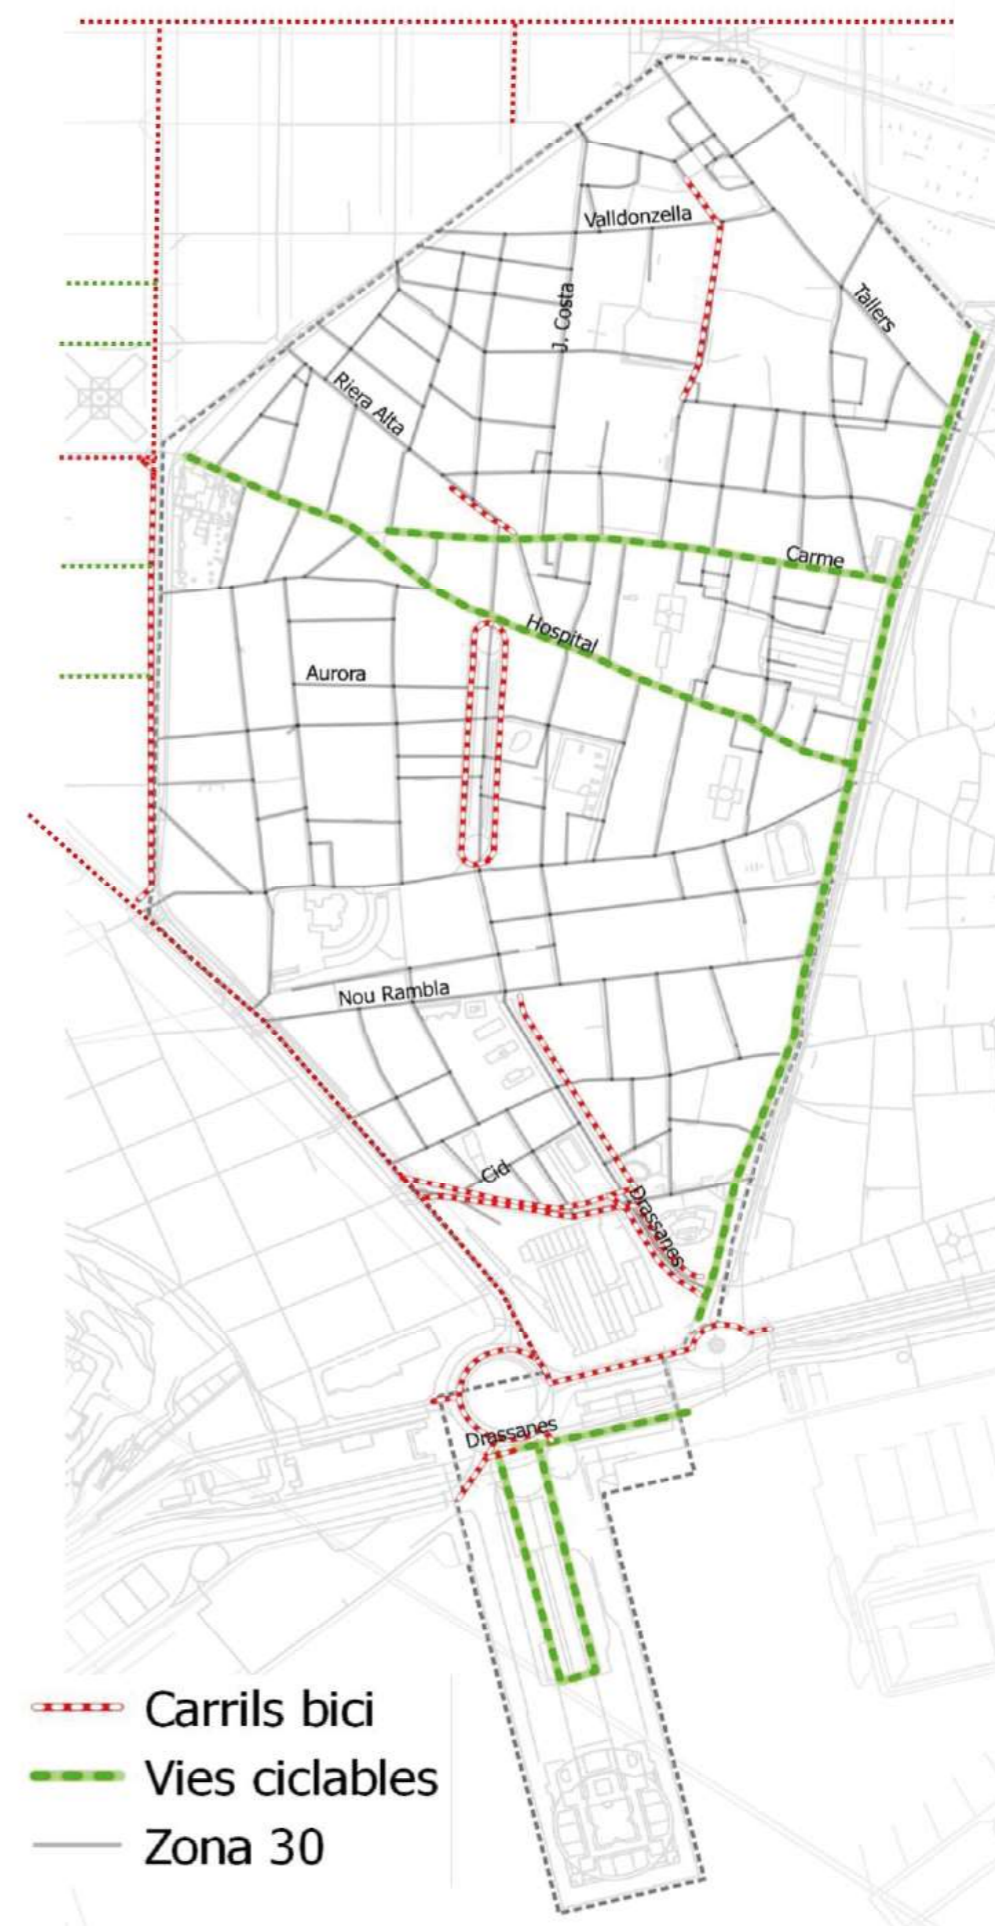 Valldonzella
Tallers
J. Costa
Riera Alta
Carme
Hospital
Aurora
Nou Rambla
Cid
Drassanes
Drassanes
Carrils bici
Vies ciclables
Zona 30